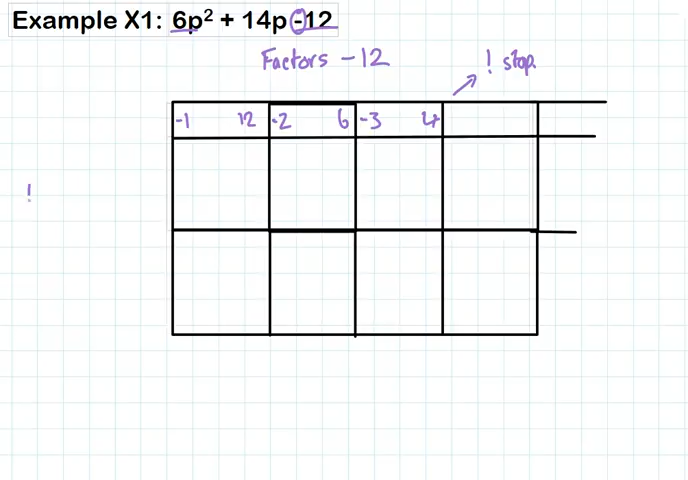 Example X1: 6p² + 14p -12
Factors -12
! stop.
-1 12 -2 6 -3 4
!